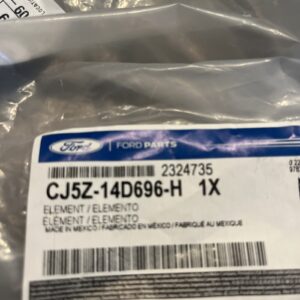 Ford FORD PARTS
2324735
CJ5Z-14D696-H 1X
ELEMENT / ELEMENTO
ÉLÉMENT / ELEMENTO
MADE IN MEXICO / FABRICADO EN MÉXICO / FABRIQUÉ AU MEXIQUE